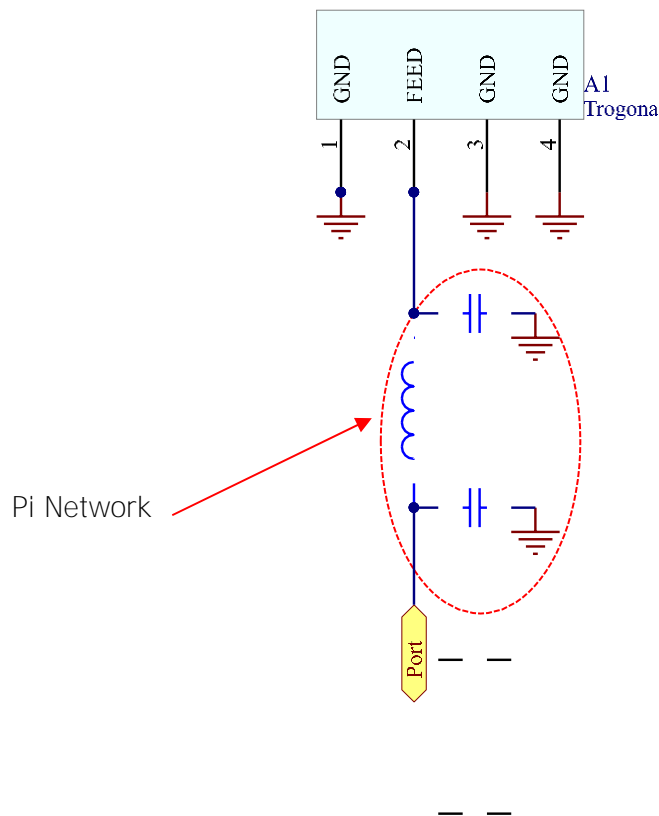 GND
FEED
GND
GND
A1
Trogona
1
2
3
4
Pi Network
Port